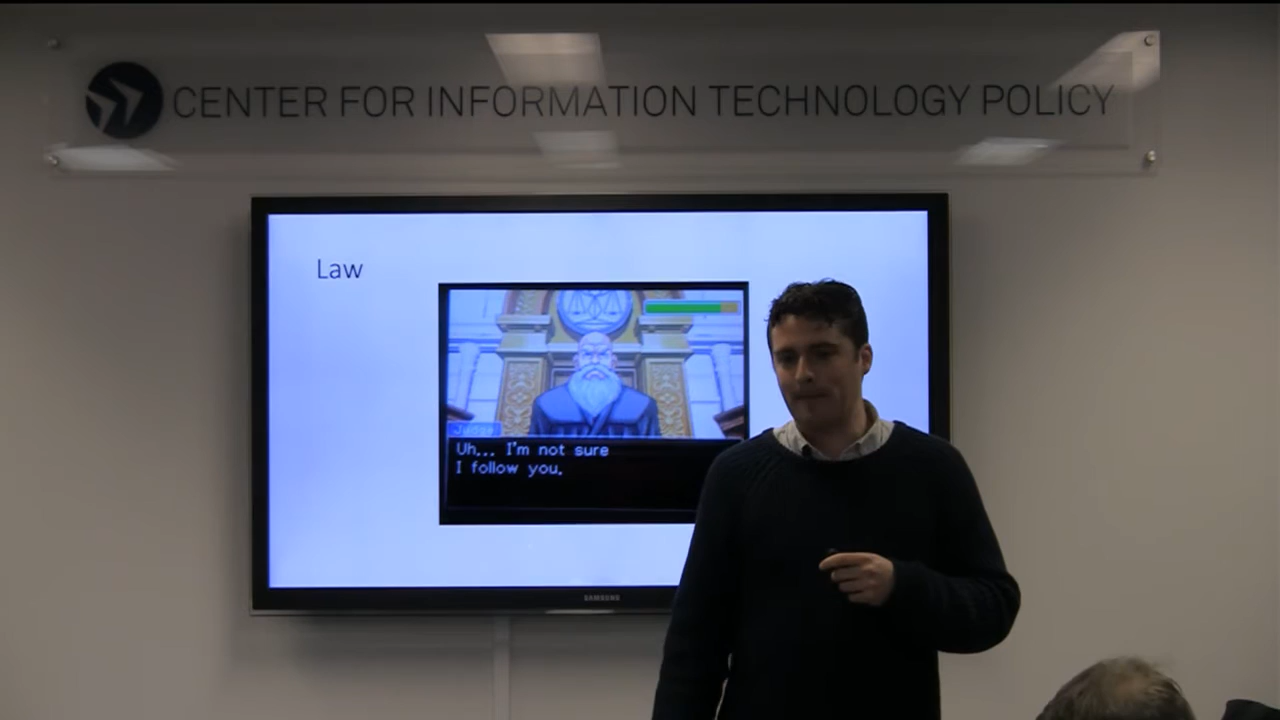 CENTER FOR INFORMATION TECHNOLOGY POLICY
Law
Judge
Uh... I'm not sure
I follow you.
SAMSUNG